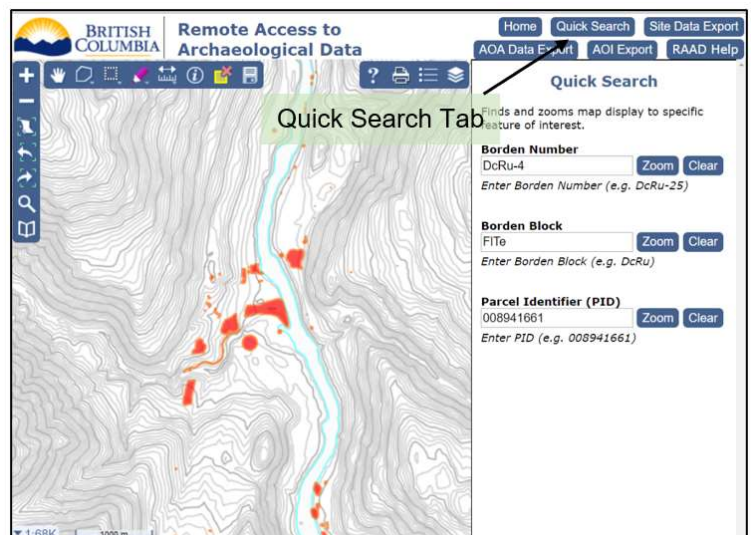 BRITISH
COLUMBIA
Remote Access to
Archaeological Data
Home Quick Search Site Data Export
AOA Data Export AOI Export RAAD Help
Quick Search Tab
Quick Search
Finds and zooms map display to specific
feature of interest.
Borden Number
DcRu-4 Zoom Clear
Enter Borden Number (e.g. DcRu-25)
Borden Block
FITe Zoom Clear
Enter Borden Block (e.g. DcRu)
Parcel Identifier (PID)
008941661 Zoom Clear
Enter PID (e.g. 008941661)
1:68K 1000 m